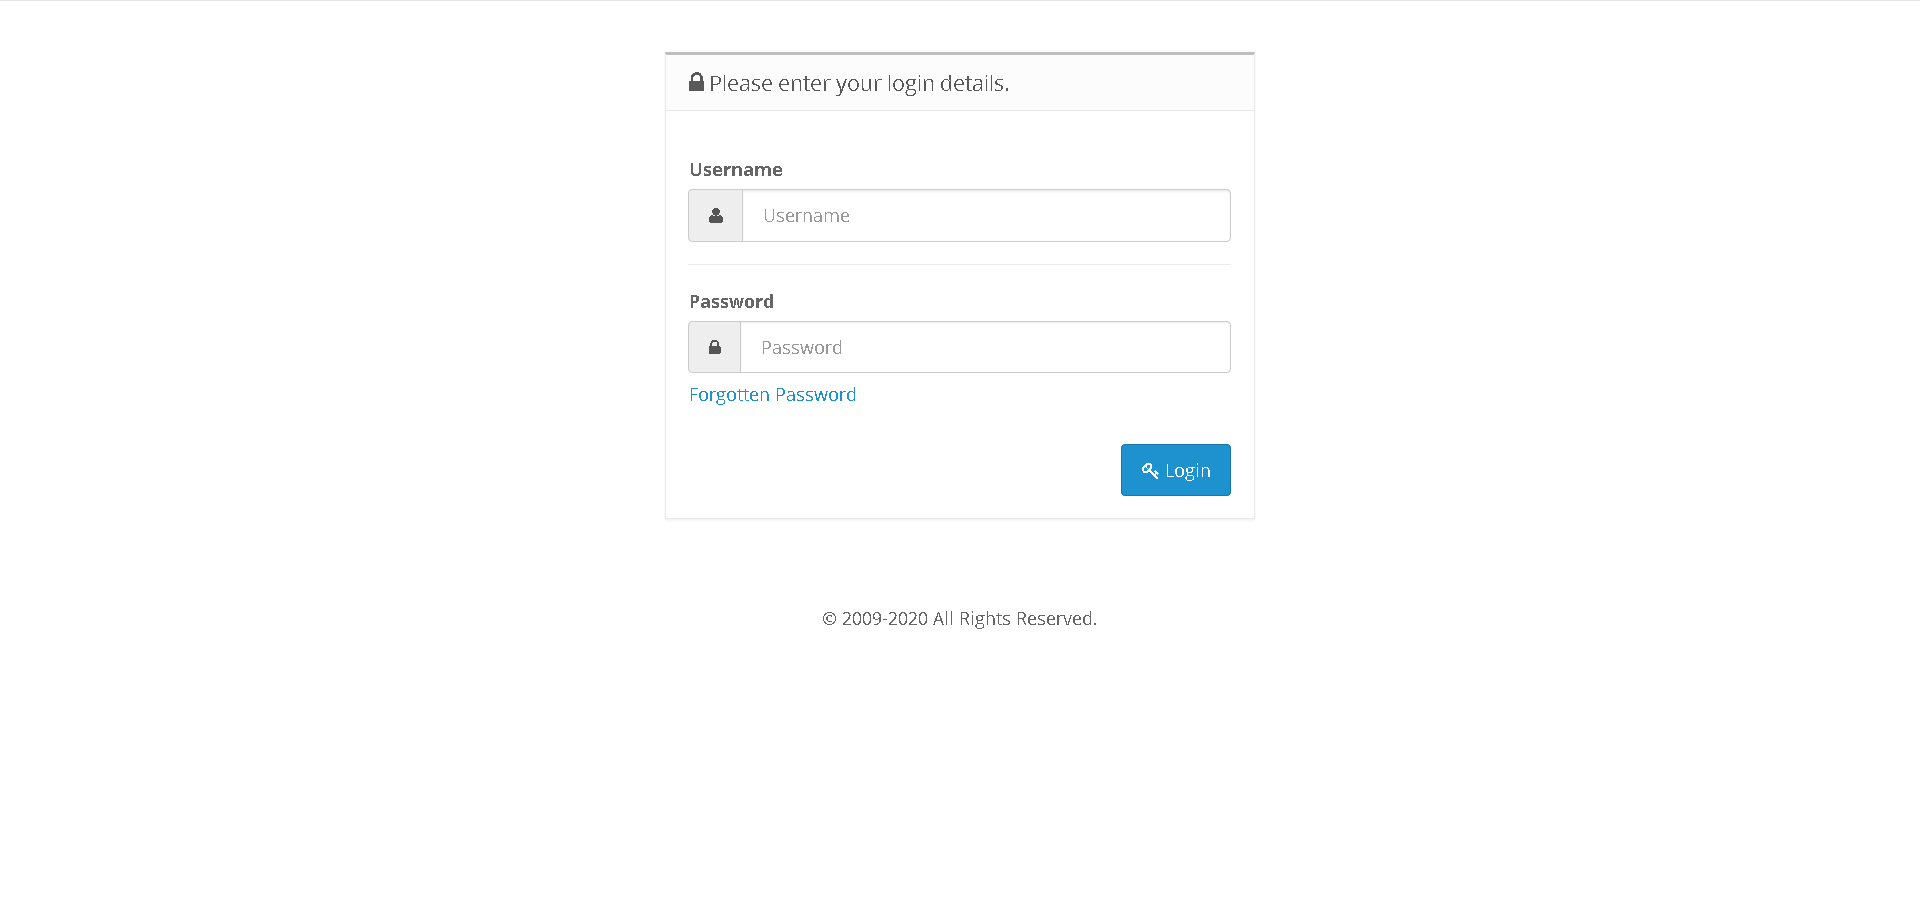 Please enter your login details.
Username
Username
Password
Password
Forgotten Password
Login
© 2009-2020 All Rights Reserved.